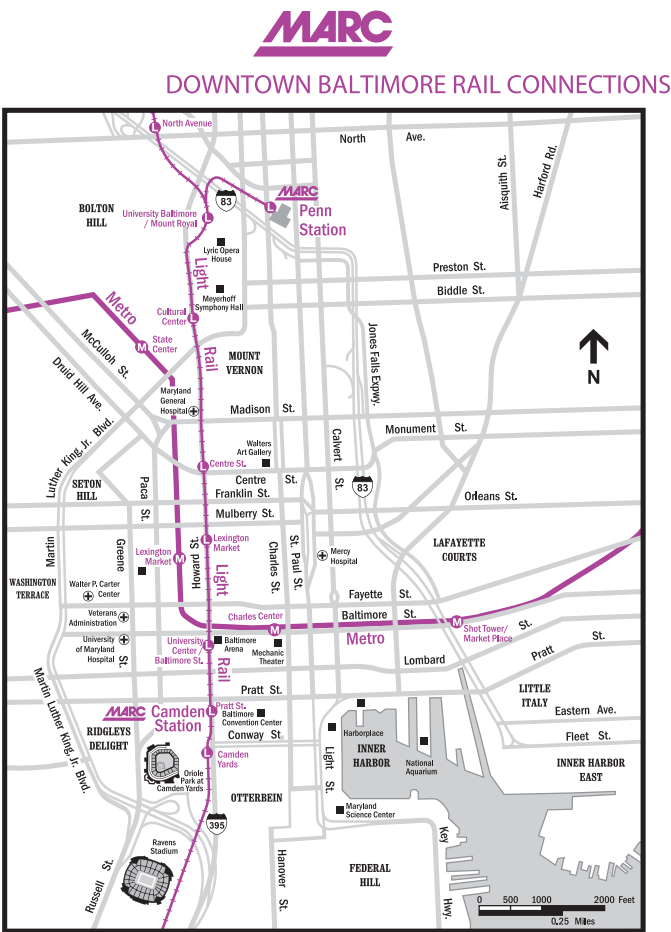 MARC
DOWNTOWN BALTIMORE RAIL CONNECTIONS
L North Avenue
North Ave.
Aisquith St.
Harford Rd.
MARC
Penn
Station
L
83
BOLTON
HILL
University Baltimore
/ Mount Royal
L
Lyric Opera
House
Light
Preston St.
Biddle St.
Meyerhoff
Symphony Hall
Metro
Cultural
Center
L
Jones Falls Expwy.
McCulloh St.
M State
Center
Rail
MOUNT
VERNON
N
Druid Hill Ave.
Maryland
General
Hospital
Madison St.
Luther King, Jr. Blvd.
Calvert
St.
Monument St.
Walters
Art Gallery
L Centre St.
Centre St.
SETON
HILL
Paca
St.
Franklin St.
83
Orleans St.
Mulberry St.
Martin
Greene
St.
Lexington
Market
M
Howard St
L Lexington
Market
Charles St.
St. Paul St.
Mercy
Hospital
LAFAYETTE
COURTS
WASHINGTON
TERRACE
Walter P. Carter
Center
Light
Fayette St.
Veterans
Administration
Charles Center
M
Baltimore St.
M
Shot Tower/
Market Place
St.
University
of Maryland
Hospital
University
Center/
Baltimore St.
L
Baltimore
Arena
Mechanic
Theater
Metro
Pratt St.
Lombard St.
Rail
Martin Luther King, Jr. Blvd.
Pratt St.
LITTLE
ITALY
MARC Camden
Station
L Pratt St.
Baltimore
Convention Center
Eastern Ave.
RIDGLEYS
DELIGHT
Conway St.
Harborplace
Fleet St.
L Camden
Yards
Light
St.
INNER
HARBOR
National
Aquarium
INNER HARBOR
EAST
Oriole
Park at
Camden Yards
OTTERBEIN
395
Maryland
Science Center
Ravens
Stadium
Hanover
St.
Key
Hwy.
FEDERAL
HILL
Russell St.
0 500 1000 2000 Feet
0.25 Miles